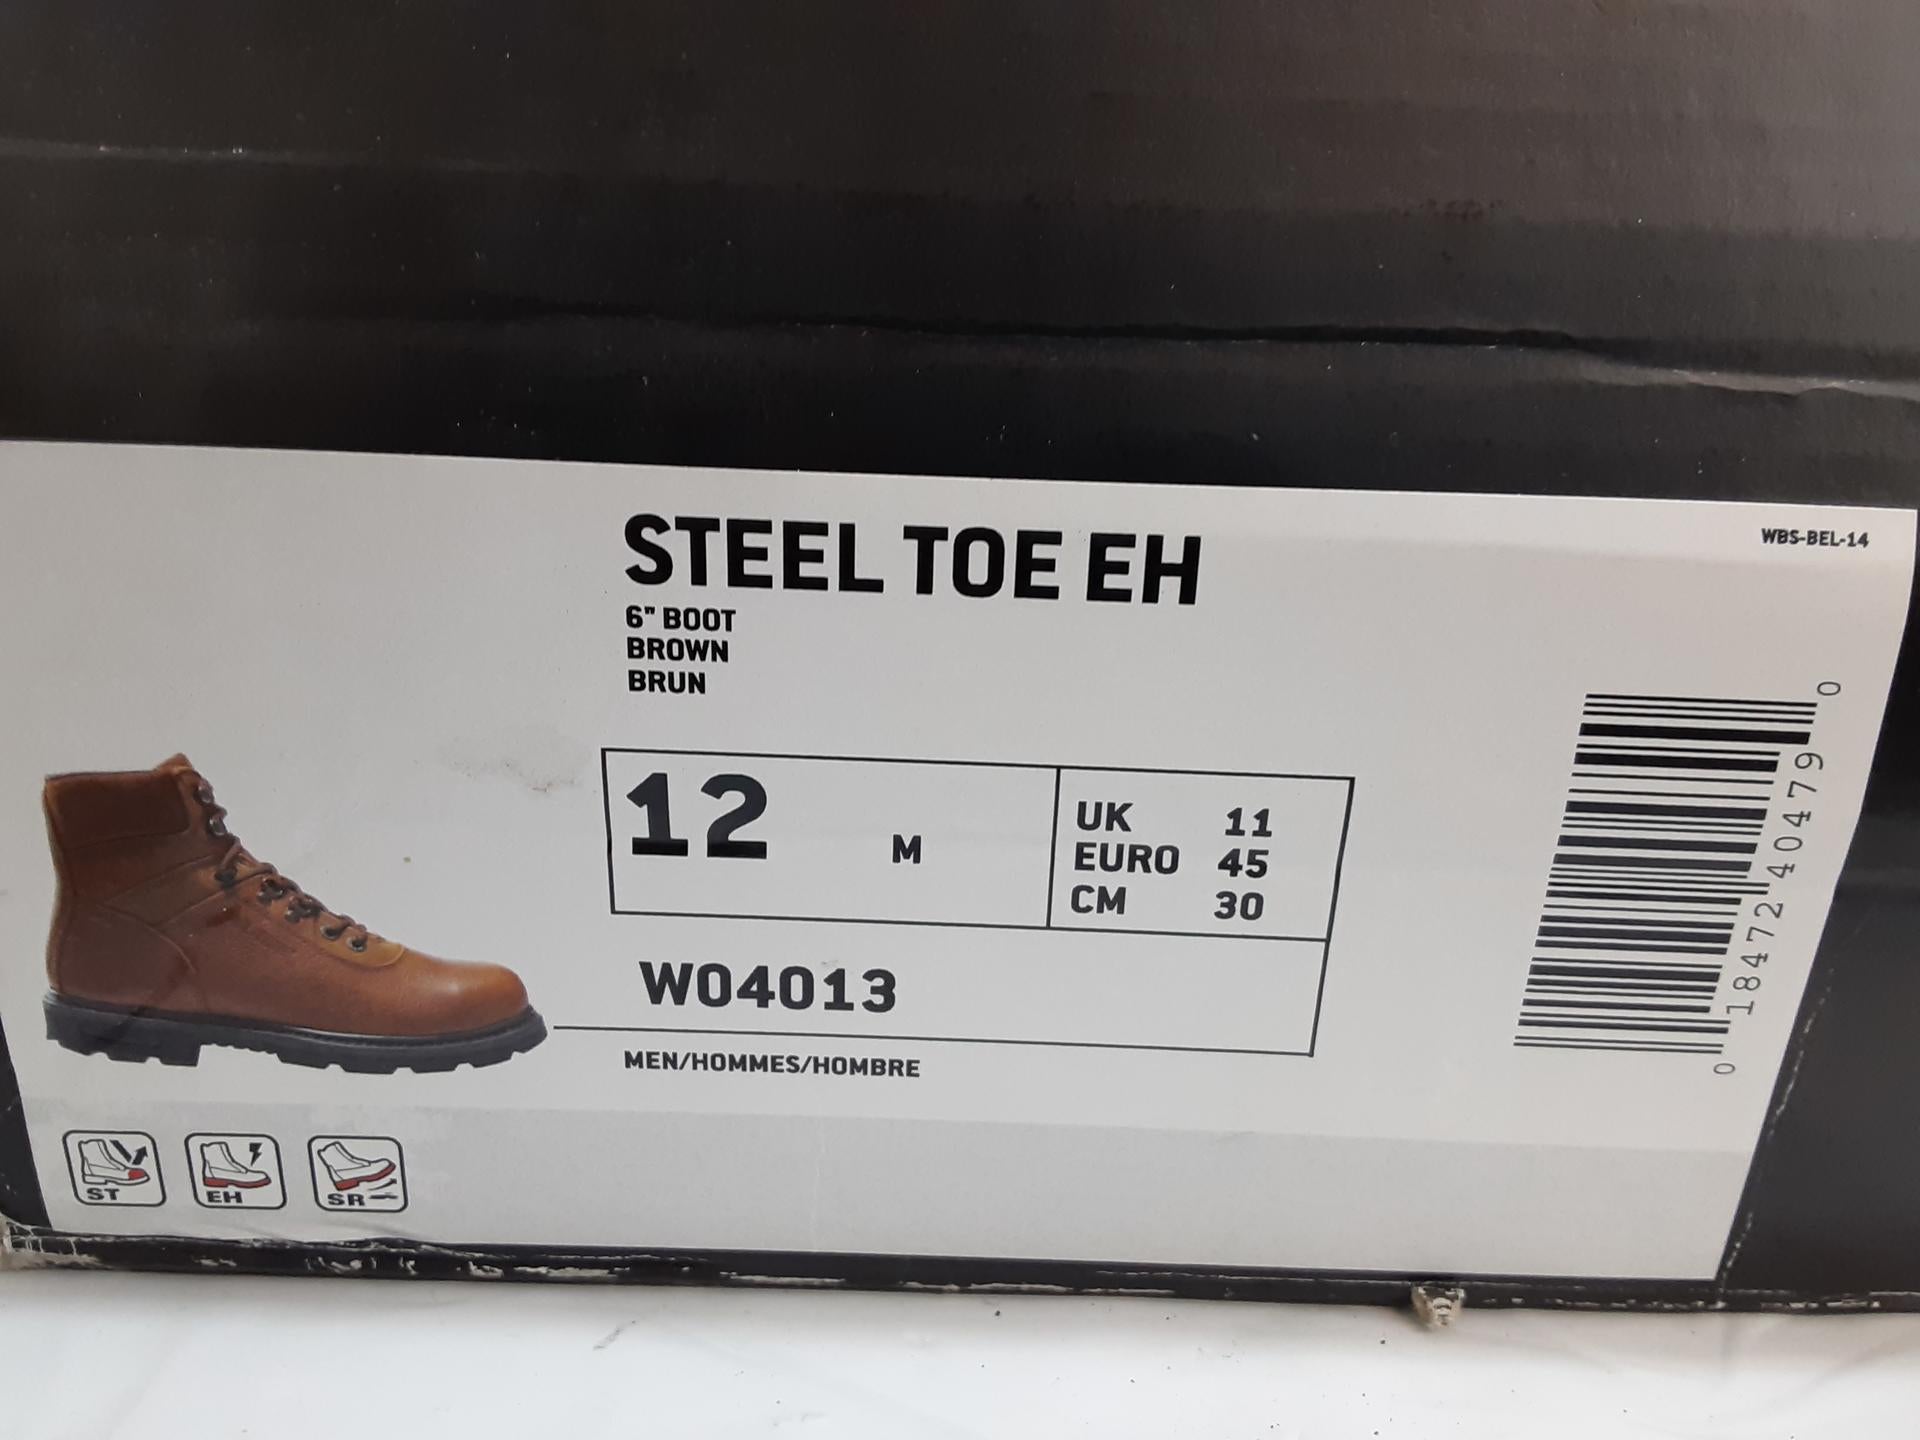 STEEL TOE EH
WBS-BEL-14
6" BOOT
BROWN
BRUN
12 M
UK 11
EURO 45
CM 30
W04013
MEN/HOMMES/HOMBRE
ST
EH
SR
0 18472 40479 0